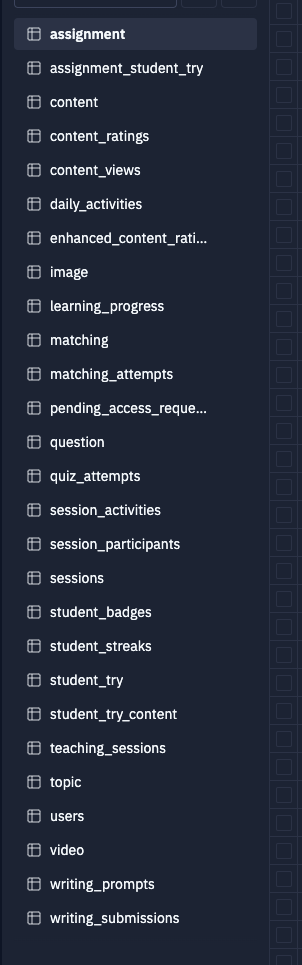 assignment
assignment_student_try
content
content_ratings
content_views
daily_activities
enhanced_content_rati...
image
learning_progress
matching
matching_attempts
pending_access_reque...
question
quiz_attempts
session_activities
session_participants
sessions
student_badges
student_streaks
student_try
student_try_content
teaching_sessions
topic
users
video
writing_prompts
writing_submissions